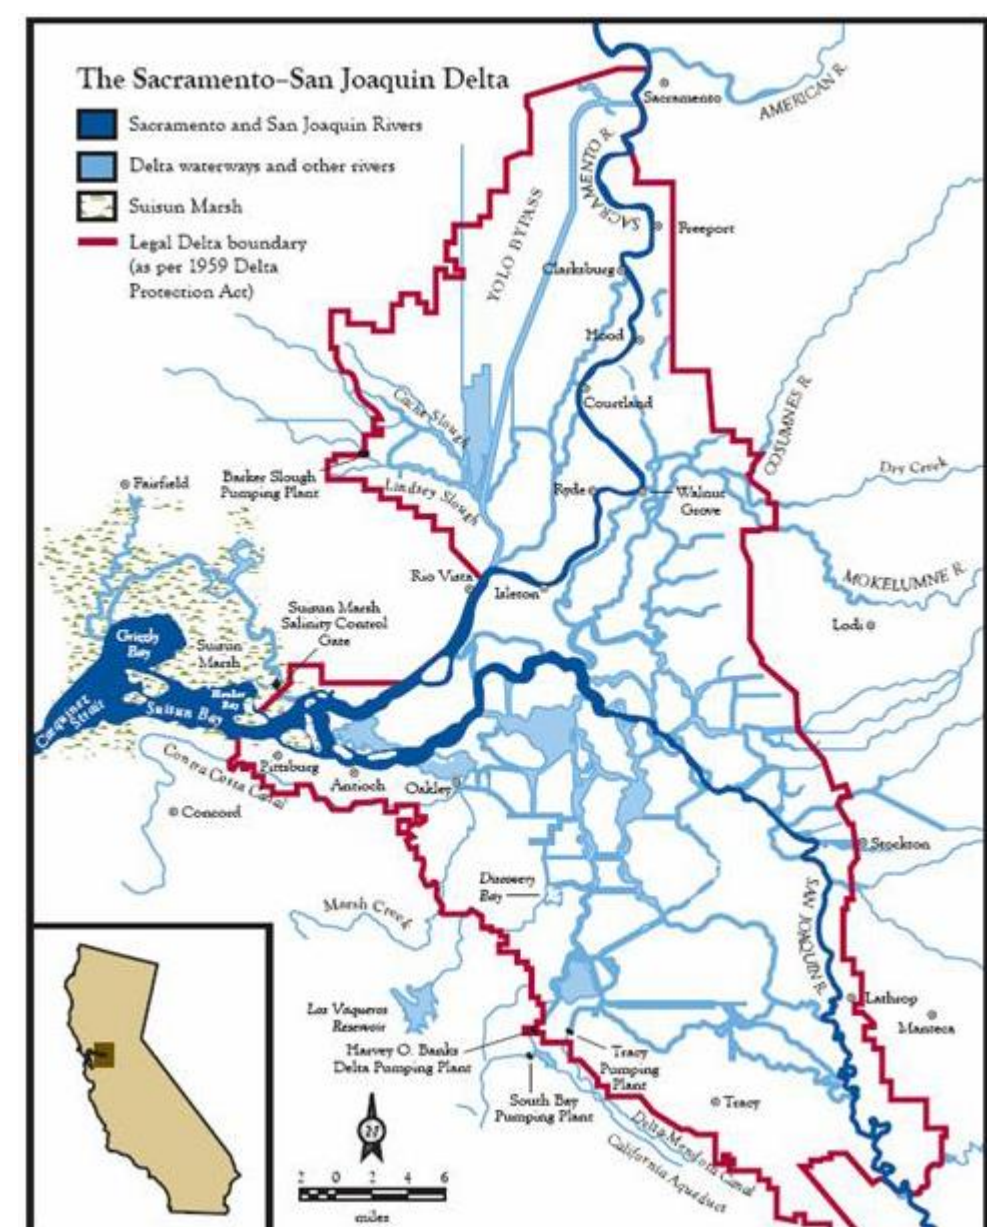 The Sacramento–San Joaquin Delta
Sacramento and San Joaquin Rivers
Delta waterways and other rivers
Suisun Marsh
Legal Delta boundary
(as per 1959 Delta
Protection Act)
Sacramento
AMERICAN R.
SACRAMENTO R.
Freeport
YOLO BYPASS
Clarksburg
Hood
Courtland
COSUMNES R.
Cache Slough
Barker Slough
Pumping Plant
Lindsey Slough
Ryde
Walnut
Grove
Dry Creek
Fairfield
Rio Vista
Isleton
MOKELUMNE R.
Lodi
Suisun Marsh
Salinity Control
Gate
Grizzly
Bay
Suisun
Marsh
Honker
Bay
Suisun Bay
Carquinez
Strait
Contra Costa Canal
Pittsburg
Antioch
Oakley
Concord
Stockton
Discovery
Bay
Marsh Creek
SAN JOAQUIN R.
Los Vaqueros
Reservoir
Lathrop
Manteca
Harvey O. Banks
Delta Pumping Plant
Tracy
Pumping
Plant
South Bay
Pumping Plant
Tracy
Delta-Mendota Canal
California Aqueduct
N
2 0 2 4 6
miles